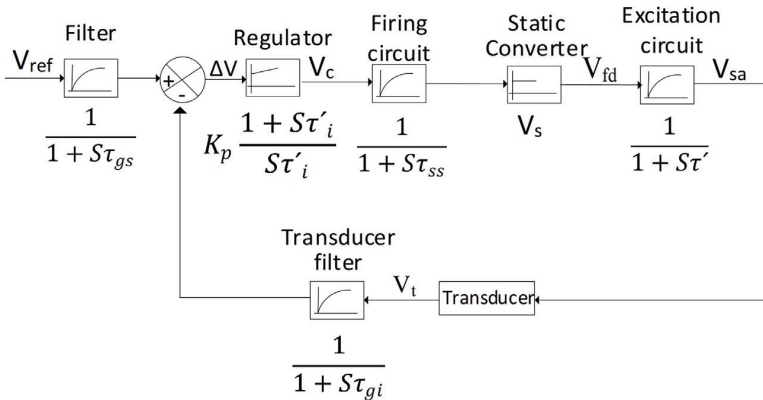 Filter
Regulator
Firing
circuit
Static
Converter
Excitation
circuit
V_ref
+
-
ΔV
V_c
V_fd
V_sa
1
1 + Sτ_gs
K_p
1 + Sτ´_i
Sτ´_i
1
1 + Sτ_ss
V_s
1
1 + Sτ´
Transducer
filter
V_t
Transducer
1
1 + Sτ_gi